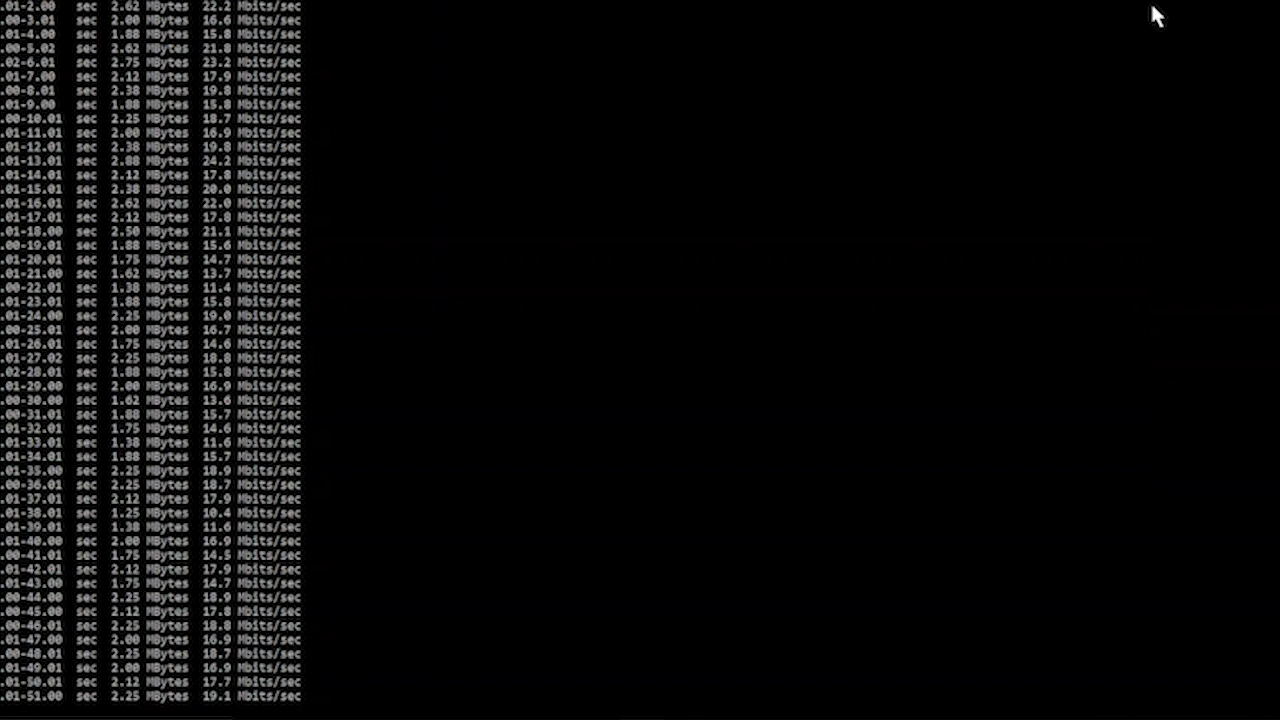 .01-2.00 sec 2.62 MBytes 22.2 Mbits/sec
.00-3.01 sec 2.00 MBytes 16.6 Mbits/sec
.01-4.00 sec 1.88 MBytes 15.8 Mbits/sec
.00-5.02 sec 2.62 MBytes 21.8 Mbits/sec
.02-6.01 sec 2.75 MBytes 23.2 Mbits/sec
.01-7.00 sec 2.12 MBytes 17.9 Mbits/sec
.00-8.01 sec 2.38 MBytes 19.8 Mbits/sec
.01-9.00 sec 1.88 MBytes 15.8 Mbits/sec
.00-10.01 sec 2.25 MBytes 18.7 Mbits/sec
.01-11.01 sec 2.00 MBytes 16.9 Mbits/sec
.01-12.01 sec 2.38 MBytes 19.8 Mbits/sec
.01-13.01 sec 2.88 MBytes 24.2 Mbits/sec
.01-14.01 sec 2.12 MBytes 17.8 Mbits/sec
.01-15.01 sec 2.38 MBytes 20.0 Mbits/sec
.01-16.01 sec 2.62 MBytes 22.0 Mbits/sec
.01-17.01 sec 2.12 MBytes 17.8 Mbits/sec
.01-18.00 sec 2.50 MBytes 21.1 Mbits/sec
.00-19.01 sec 1.88 MBytes 15.6 Mbits/sec
.01-20.01 sec 1.75 MBytes 14.7 Mbits/sec
.01-21.00 sec 1.62 MBytes 13.7 Mbits/sec
.00-22.01 sec 1.38 MBytes 11.4 Mbits/sec
.01-23.01 sec 1.88 MBytes 15.8 Mbits/sec
.01-24.00 sec 2.25 MBytes 19.0 Mbits/sec
.00-25.01 sec 2.00 MBytes 16.7 Mbits/sec
.01-26.01 sec 1.75 MBytes 14.6 Mbits/sec
.01-27.02 sec 2.25 MBytes 18.8 Mbits/sec
.02-28.01 sec 1.88 MBytes 15.8 Mbits/sec
.01-29.00 sec 2.00 MBytes 16.9 Mbits/sec
.00-30.00 sec 1.62 MBytes 13.6 Mbits/sec
.00-31.01 sec 1.88 MBytes 15.7 Mbits/sec
.01-32.01 sec 1.75 MBytes 14.6 Mbits/sec
.01-33.01 sec 1.38 MBytes 11.6 Mbits/sec
.01-34.01 sec 1.88 MBytes 15.7 Mbits/sec
.01-35.00 sec 2.25 MBytes 18.9 Mbits/sec
.00-36.01 sec 2.25 MBytes 18.7 Mbits/sec
.01-37.01 sec 2.12 MBytes 17.9 Mbits/sec
.01-38.01 sec 1.25 MBytes 10.4 Mbits/sec
.01-39.01 sec 1.38 MBytes 11.6 Mbits/sec
.01-40.00 sec 2.00 MBytes 16.9 Mbits/sec
.00-41.01 sec 1.75 MBytes 14.5 Mbits/sec
.01-42.01 sec 2.12 MBytes 17.9 Mbits/sec
.01-43.00 sec 1.75 MBytes 14.7 Mbits/sec
.00-44.00 sec 2.25 MBytes 18.9 Mbits/sec
.00-45.00 sec 2.12 MBytes 17.8 Mbits/sec
.00-46.01 sec 2.25 MBytes 18.8 Mbits/sec
.01-47.00 sec 2.00 MBytes 16.9 Mbits/sec
.00-48.01 sec 2.25 MBytes 18.7 Mbits/sec
.01-49.01 sec 2.00 MBytes 16.9 Mbits/sec
.01-50.01 sec 2.12 MBytes 17.7 Mbits/sec
.01-51.00 sec 2.25 MBytes 19.1 Mbits/sec